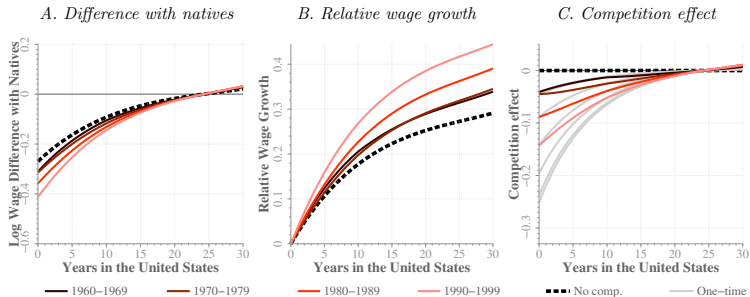 A. Difference with natives
B. Relative wage growth
C. Competition effect
Log Wage Difference with Natives
0.2
0
−0.2
−0.4
−0.6
0 5 10 15 20 25 30
Years in the United States
Relative Wage Growth
0.4
0.3
0.2
0.1
0
0 5 10 15 20 25 30
Years in the United States
Competition effect
0
−0.1
−0.2
−0.3
0 5 10 15 20 25 30
Years in the United States
1960−1969
1970−1979
1980−1989
1990−1999
No comp.
One−time